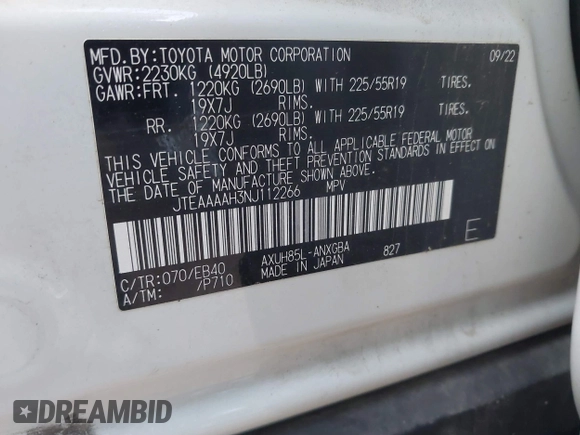 MFD.BY:TOYOTA MOTOR CORPORATION 09/22
GVWR:2230KG (4920LB)
GAWR:FRT. 1220KG (2690LB) WITH 225/55R19 TIRES.
19X7J RIMS.
RR. 1220KG (2690LB) WITH 225/55R19 TIRES.
19X7J RIMS.
THIS VEHICLE CONFORMS TO ALL APPLICABLE FEDERAL MOTOR
VEHICLE SAFETY AND THEFT PREVENTION STANDARDS IN EFFECT
ON THE DATE OF MANUFACTURE SHOWN ABOVE.
JTEAAAAH3NJ112266 MPV
E
C/TR:070/EB40 AXUH85L-ANXGBA 827
A/TM: /P710 MADE IN JAPAN
DREAMBID